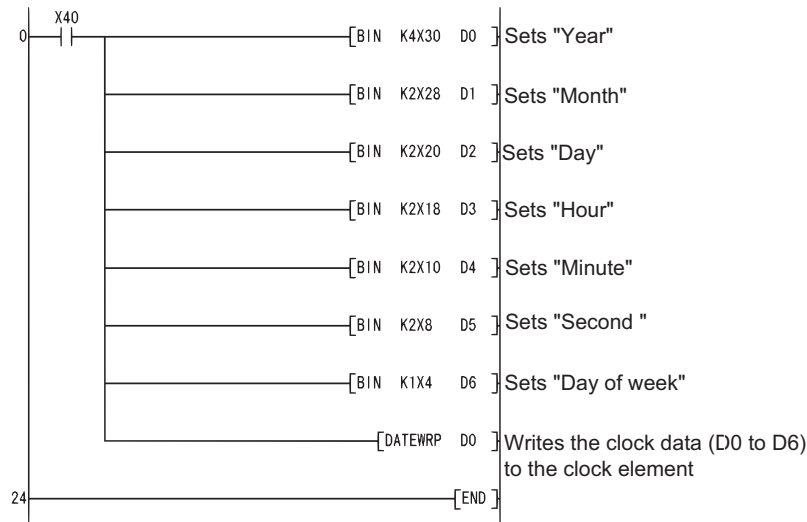 X40
0 [BIN K4X30 D0 ] Sets "Year"
[BIN K2X28 D1 ] Sets "Month"
[BIN K2X20 D2 ] Sets "Day"
[BIN K2X18 D3 ] Sets "Hour"
[BIN K2X10 D4 ] Sets "Minute"
[BIN K2X8 D5 ] Sets "Second "
[BIN K1X4 D6 ] Sets "Day of week"
[DATEWRP D0 ] Writes the clock data (D0 to D6)
to the clock element
24 [END ]